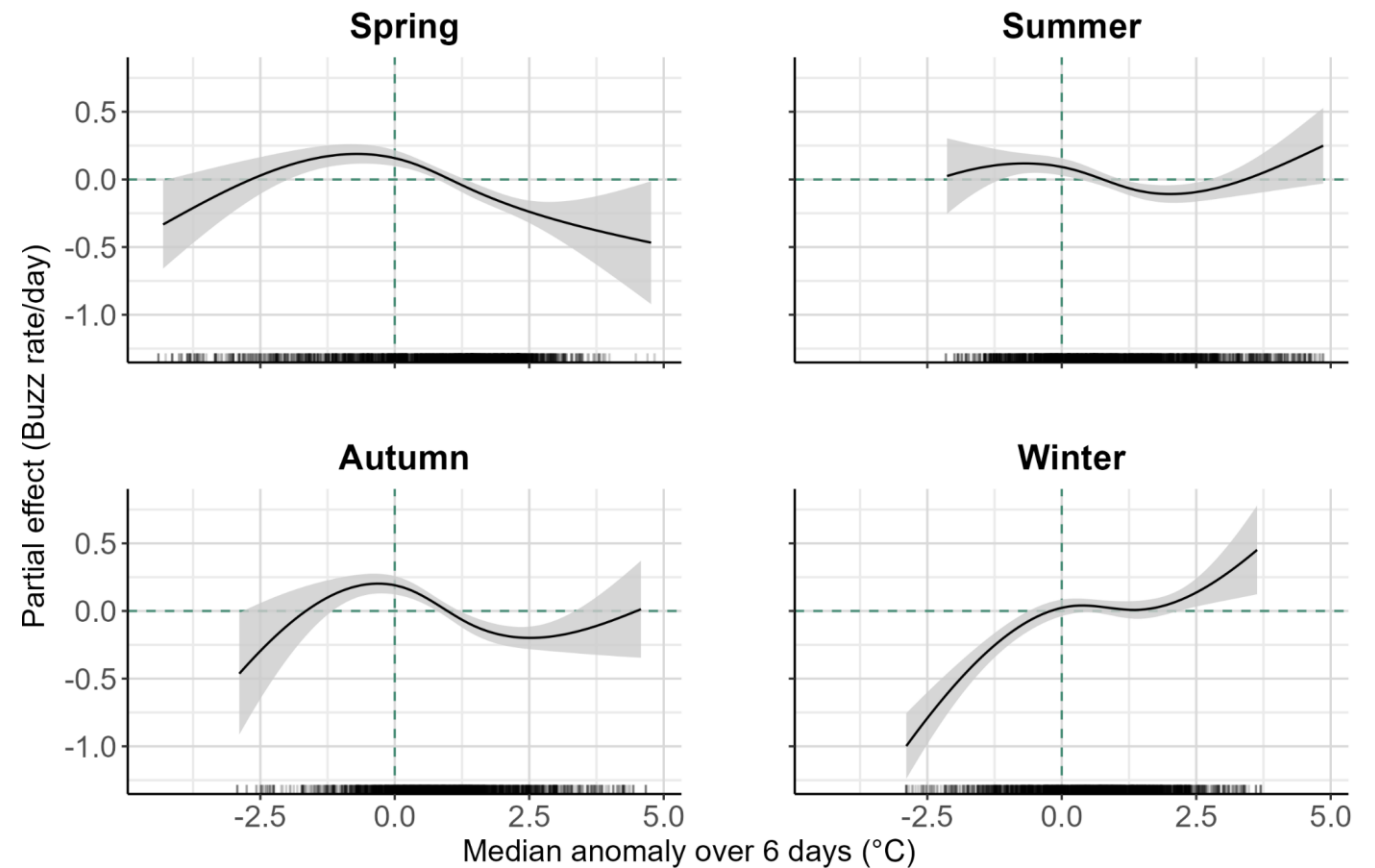 Spring
Summer
0.5
0.0
-0.5
-1.0
Autumn
Winter
0.5
0.0
-0.5
-1.0
-2.5 0.0 2.5 5.0
-2.5 0.0 2.5 5.0
Median anomaly over 6 days (°C)
Partial effect (Buzz rate/day)